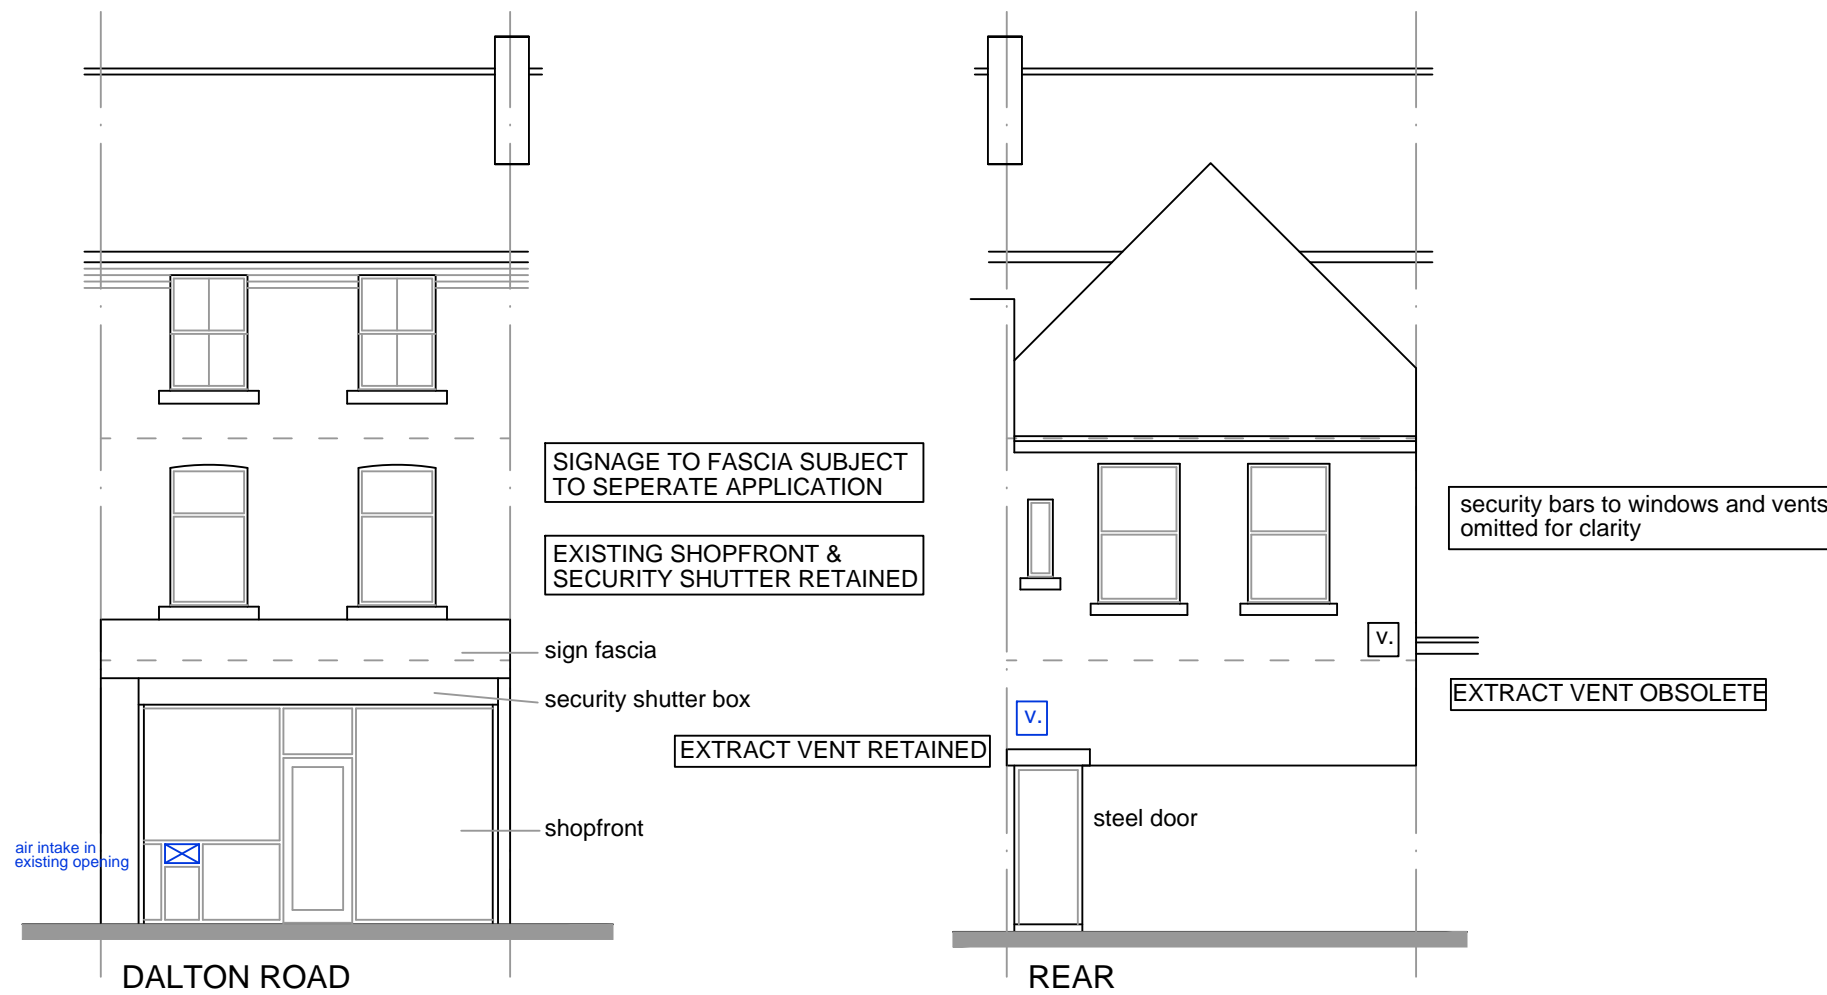 SIGNAGE TO FASCIA SUBJECT
TO SEPERATE APPLICATION
EXISTING SHOPFRONT &
SECURITY SHUTTER RETAINED
sign fascia
security shutter box
EXTRACT VENT RETAINED
shopfront
air intake in
existing opening
DALTON ROAD
security bars to windows and vents
omitted for clarity
v.
EXTRACT VENT OBSOLETE
v.
steel door
REAR